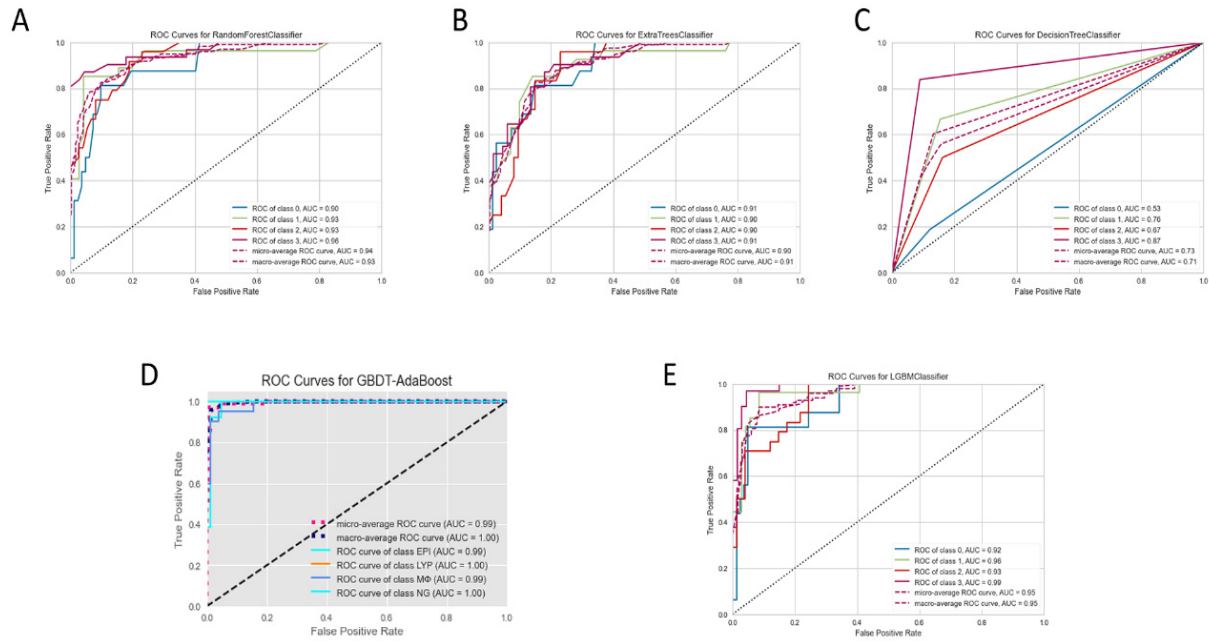 A
ROC Curves for RandomForestClassifier
1.0
0.8
0.6
0.4
0.2
0.0
True Positive Rate
ROC of class 0, AUC = 0.90
ROC of class 1, AUC = 0.93
ROC of class 2, AUC = 0.93
ROC of class 3, AUC = 0.96
micro-average ROC curve, AUC = 0.94
macro-average ROC curve, AUC = 0.93
0.0 0.2 0.4 0.6 0.8 1.0
False Positive Rate
B
ROC Curves for ExtraTreesClassifier
1.0
0.8
0.6
0.4
0.2
0.0
True Positive Rate
ROC of class 0, AUC = 0.91
ROC of class 1, AUC = 0.90
ROC of class 2, AUC = 0.90
ROC of class 3, AUC = 0.91
micro-average ROC curve, AUC = 0.90
macro-average ROC curve, AUC = 0.91
0.0 0.2 0.4 0.6 0.8 1.0
False Positive Rate
C
ROC Curves for DecisionTreeClassifier
1.0
0.8
0.6
0.4
0.2
0.0
True Positive Rate
ROC of class 0, AUC = 0.53
ROC of class 1, AUC = 0.76
ROC of class 2, AUC = 0.67
ROC of class 3, AUC = 0.87
micro-average ROC curve, AUC = 0.73
macro-average ROC curve, AUC = 0.71
0.0 0.2 0.4 0.6 0.8 1.0
False Positive Rate
D
ROC Curves for GBDT-AdaBoost
1.0
0.8
0.6
0.4
0.2
0.0
True Positive Rate
micro-average ROC curve (AUC = 0.99)
macro-average ROC curve (AUC = 1.00)
ROC curve of class EPI (AUC = 0.99)
ROC curve of class LYP (AUC = 1.00)
ROC curve of class MΦ (AUC = 0.99)
ROC curve of class NG (AUC = 1.00)
0.0 0.2 0.4 0.6 0.8 1.0
False Positive Rate
E
ROC Curves for LGBMClassifier
1.0
0.8
0.6
0.4
0.2
0.0
True Positive Rate
ROC of class 0, AUC = 0.92
ROC of class 1, AUC = 0.96
ROC of class 2, AUC = 0.93
ROC of class 3, AUC = 0.99
micro-average ROC curve, AUC = 0.95
macro-average ROC curve, AUC = 0.95
0.0 0.2 0.4 0.6 0.8 1.0
False Positive Rate